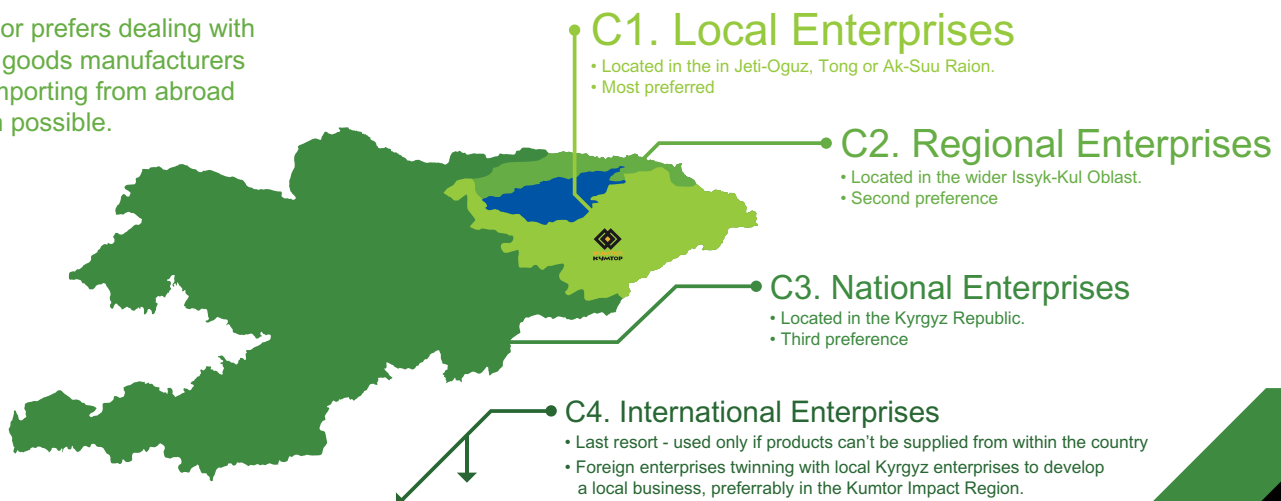 or prefers dealing with
goods manufacturers
mporting from abroad
possible.
C1. Local Enterprises
• Located in the in Jeti-Oguz, Tong or Ak-Suu Raion.
• Most preferred
C2. Regional Enterprises
• Located in the wider Issyk-Kul Oblast.
• Second preference
КУМТОР
C3. National Enterprises
• Located in the Kyrgyz Republic.
• Third preference
C4. International Enterprises
• Last resort - used only if products can’t be supplied from within the country
• Foreign enterprises twinning with local Kyrgyz enterprises to develop
a local business, preferrably in the Kumtor Impact Region.